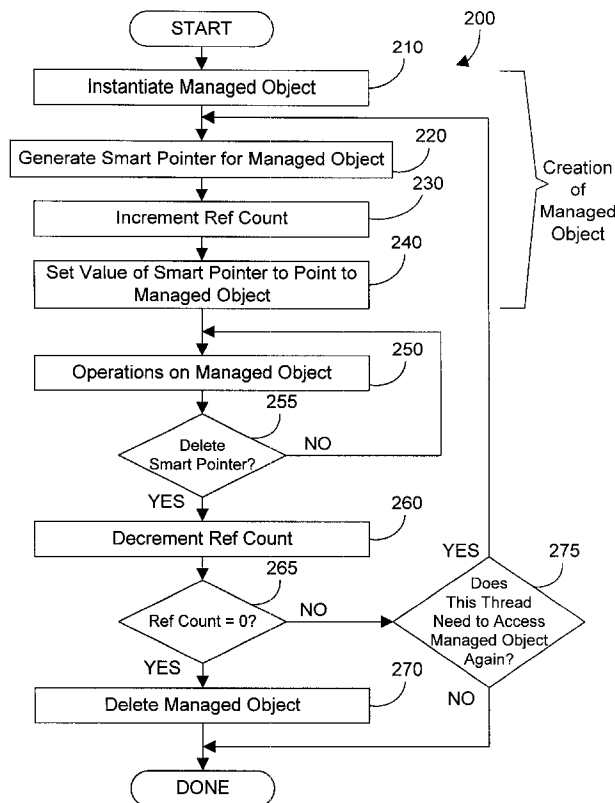 START
200
210
Instantiate Managed Object
220
Generate Smart Pointer for Managed Object
230
Increment Ref Count
Creation
of
Managed
Object
240
Set Value of Smart Pointer to Point to
Managed Object
250
Operations on Managed Object
255
Delete
Smart Pointer?
NO
YES
260
Decrement Ref Count
YES
275
265
Ref Count = 0?
NO
Does
This Thread
Need to Access
Managed Object
Again?
YES
270
NO
Delete Managed Object
DONE